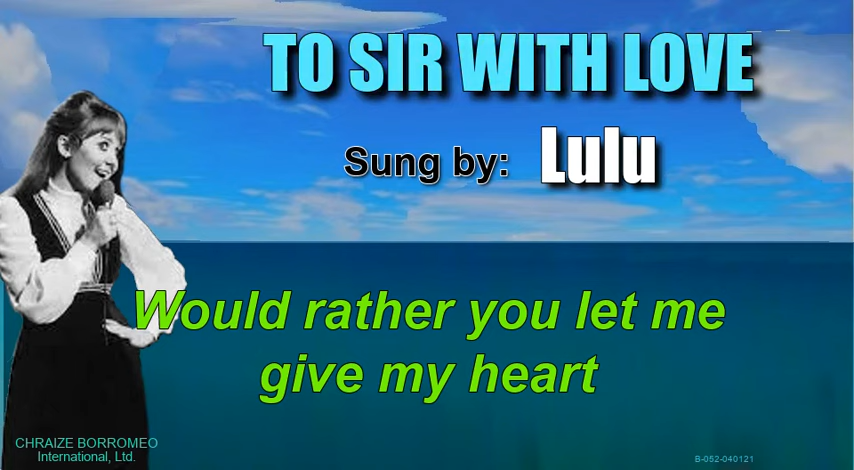 TO SIR WITH LOVE
Sung by: Lulu
Would rather you let me
give my heart
CHRAIZE BORROMEO
International, Ltd.
B-052-040121